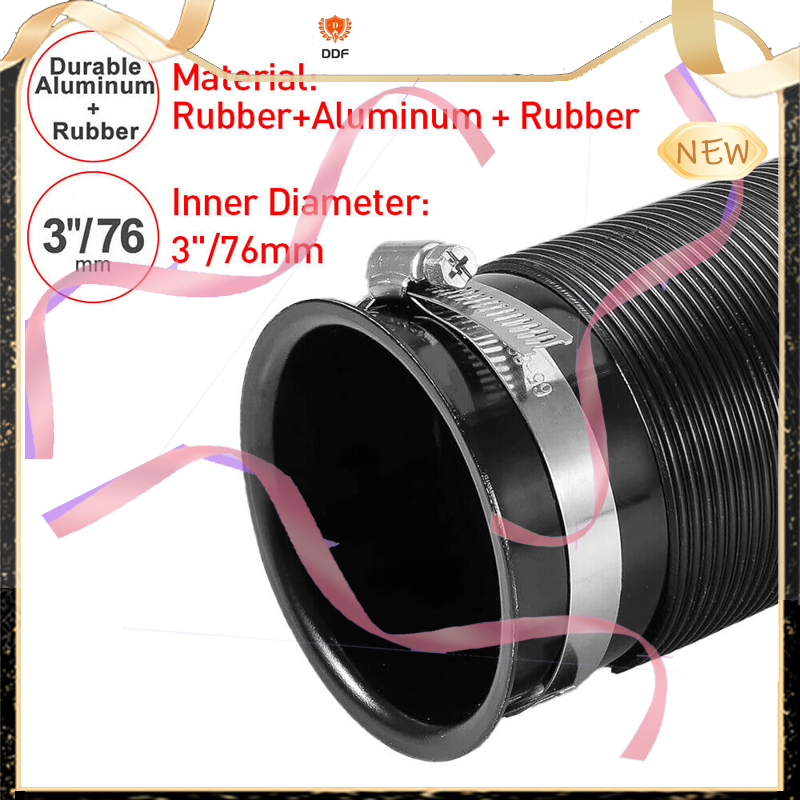 DDF
NEW
Durable
Aluminum
+
Rubber
Material:
Rubber+Aluminum + Rubber
3"/76
mm
Inner Diameter:
3"/76mm